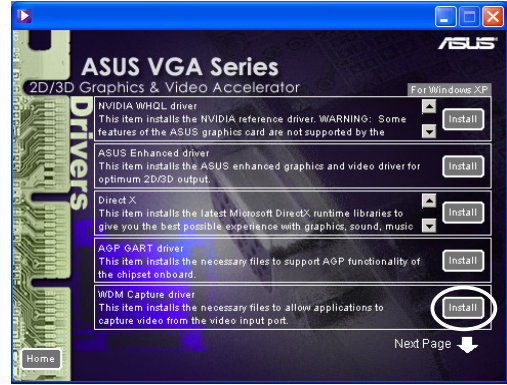 ASUS
ASUS VGA Series
2D/3D Graphics & Video Accelerator
For Windows XP
Drivers
NVIDIA WHQL driver
This item installs the NVIDIA reference driver. WARNING: Some
features of the ASUS graphics card are not supported by the
Install
ASUS Enhanced driver
This item installs the ASUS enhanced graphics and video driver for
optimum 2D/3D output.
Install
Direct X
This item installs the latest Microsoft DirectX runtime libraries to
give you the best possible experience with graphics, sound, music
Install
AGP GART driver
This item installs the necessary files to support AGP functionality of
the chipset onboard.
Install
WDM Capture driver
This item installs the necessary files to allow applications to
capture video from the video input port.
Install
Next Page
Home